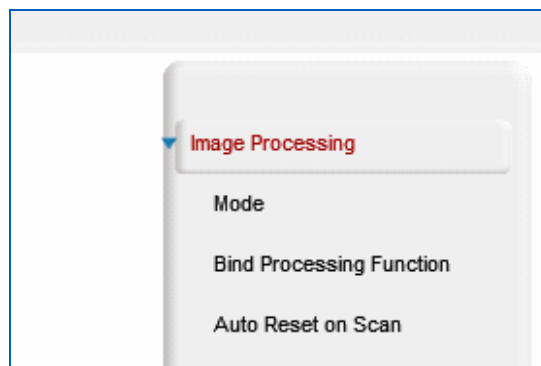 Image Processing
Mode
Bind Processing Function
Auto Reset on Scan